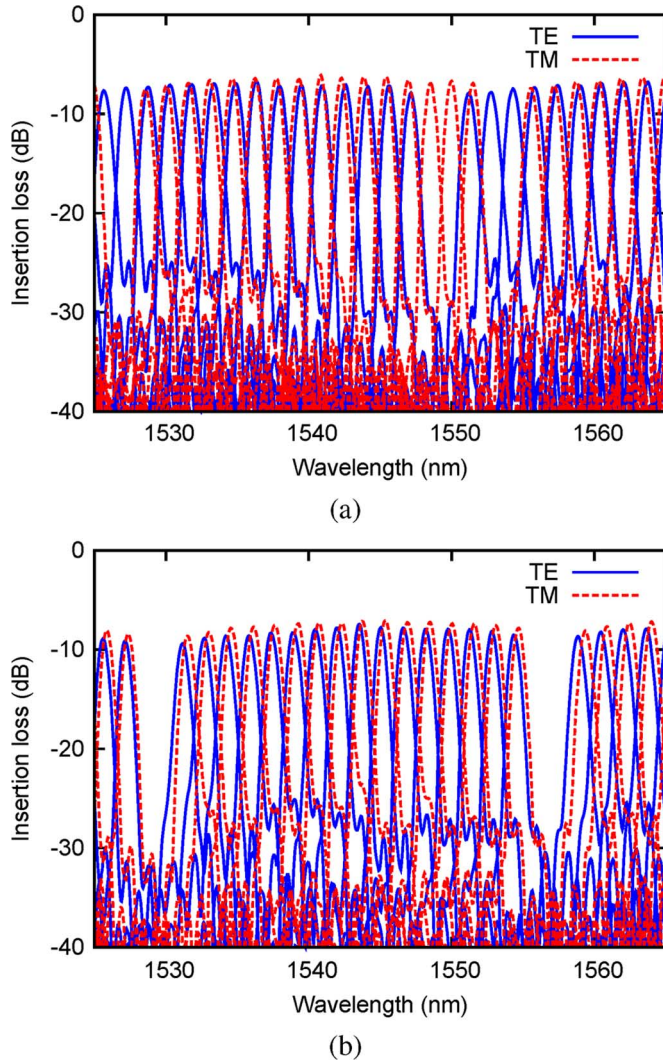 0
TE
TM
-10
-20
-30
-40
Insertion loss (dB)
1530 1540 1550 1560
Wavelength (nm)
(a)
0
TE
TM
-10
-20
-30
-40
Insertion loss (dB)
1530 1540 1550 1560
Wavelength (nm)
(b)